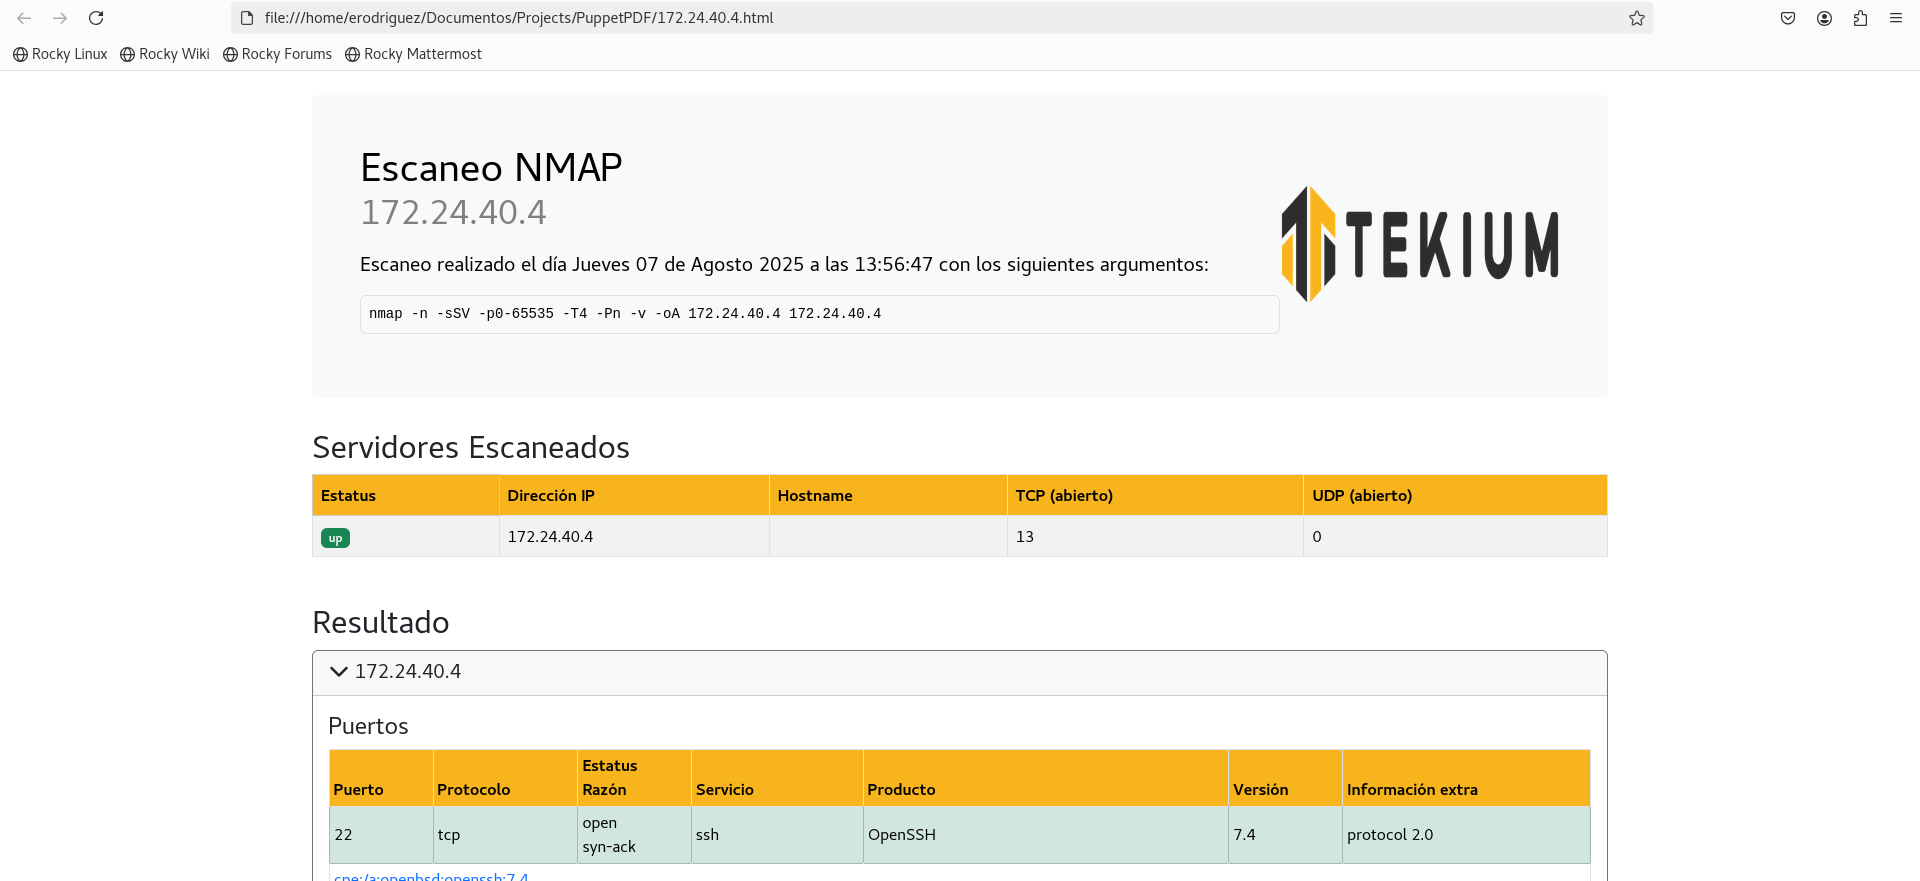 file:///home/erodriguez/Documentos/Projects/PuppetPDF/172.24.40.4.html
Rocky Linux Rocky Wiki Rocky Forums Rocky Mattermost
Escaneo NMAP
172.24.40.4
Escaneo realizado el día Jueves 07 de Agosto 2025 a las 13:56:47 con los siguientes argumentos:
nmap -n -sSV -p0-65535 -T4 -Pn -v -oA 172.24.40.4 172.24.40.4
TEKIUM
Servidores Escaneados
Estatus Dirección IP Hostname TCP (abierto) UDP (abierto)
up 172.24.40.4 13 0
Resultado
172.24.40.4
Puertos
Puerto Protocolo Estatus Razón Servicio Producto Versión Información extra
22 tcp open syn-ack ssh OpenSSH 7.4 protocol 2.0
cpe:/a:openbsd:openssh:7.4